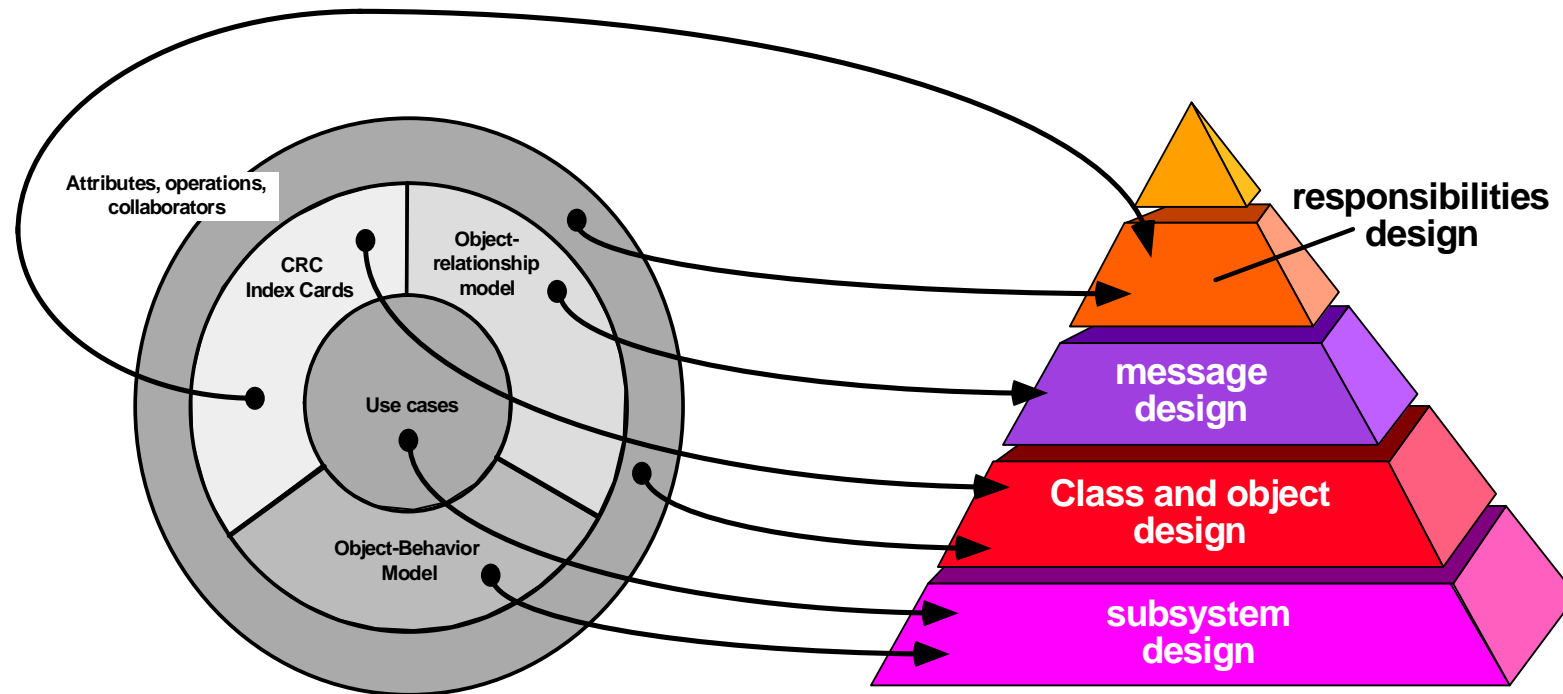 Attributes, operations,
collaborators
CRC
Index Cards
Object-
relationship
model
Use cases
Object-Behavior
Model
responsibilities
design
message
design
Class and object
design
subsystem
design